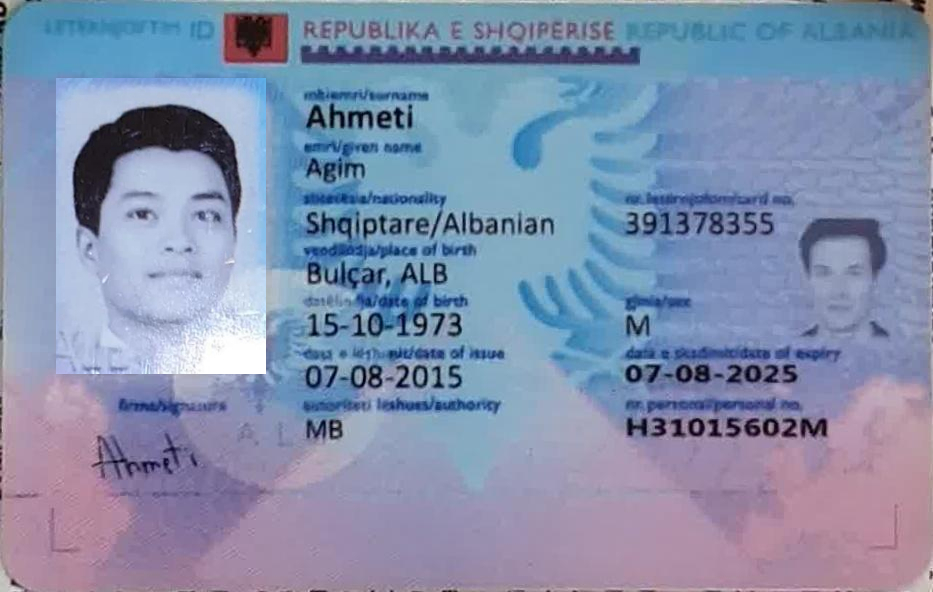 LETËRNJOFTIM ID
REPUBLIKA E SHQIPËRISË REPUBLIC OF ALBANIA
mbiemri/surname
Ahmeti
emri/given name
Agim
shtetësia/nationality
Shqiptare/Albanian
nr. letërnjoftimi/card no.
391378355
vendlindja/place of birth
Bulçar, ALB
datëlindja/date of birth
15-10-1973
gjinia/sex
M
data e lëshimit/date of issue
07-08-2015
data e skadimit/date of expiry
07-08-2025
firma/signature
autoriteti lëshues/authority
MB
nr. personal/personal no.
H31015602M
Ahmeti
A L